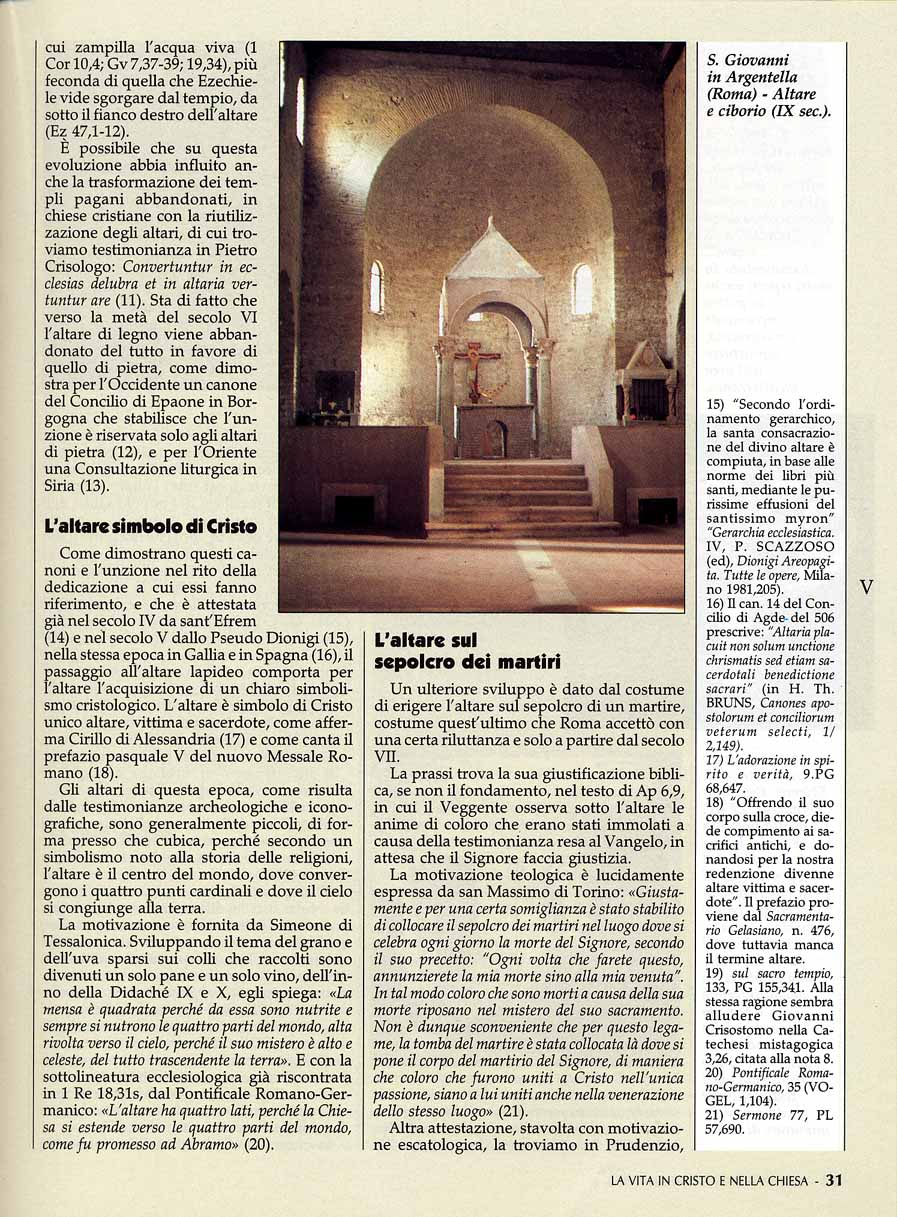 cui zampilla l'acqua viva (1
Cor 10,4; Gv 7,37-39; 19,34), più
feconda di quella che Ezechie-
le vide sgorgare dal tempio, da
sotto il fianco destro dell'altare
(Ez 47,1-12).
È possibile che su questa
evoluzione abbia influito an-
che la trasformazione dei tem-
pli pagani abbandonati, in
chiese cristiane con la riutiliz-
zazione degli altari, di cui tro-
viamo testimonianza in Pietro
Crisologo: Convertuntur in ec-
clesias delubra et in altaria ver-
tuntur are (11). Sta di fatto che
verso la metà del secolo VI
l'altare di legno viene abban-
donato del tutto in favore di
quello di pietra, come dimo-
stra per l'Occidente un canone
del Concilio di Epaone in Bor-
gogna che stabilisce che l'un-
zione è riservata solo agli altari
di pietra (12), e per l'Oriente
una Consultazione liturgica in
Siria (13).
L'altare simbolo di Cristo
Come dimostrano questi ca-
noni e l'unzione nel rito della
dedicazione a cui essi fanno
riferimento, e che è attestata
già nel secolo IV da sant'Efrem
(14) e nel secolo V dallo Pseudo Dionigi (15),
nella stessa epoca in Gallia e in Spagna (16), il
passaggio all'altare lapideo comporta per
l'altare l'acquisizione di un chiaro simboli-
smo cristologico. L'altare è simbolo di Cristo
unico altare, vittima e sacerdote, come affer-
ma Cirillo di Alessandria (17) e come canta il
prefazio pasquale V del nuovo Messale Ro-
mano (18).
Gli altari di questa epoca, come risulta
dalle testimonianze archeologiche e icono-
grafiche, sono generalmente piccoli, di for-
ma presso che cubica, perché secondo un
simbolismo noto alla storia delle religioni,
l'altare è il centro del mondo, dove conver-
gono i quattro punti cardinali e dove il cielo
si congiunge alla terra.
La motivazione è fornita da Simeone di
Tessalonica. Sviluppando il tema del grano e
dell'uva sparsi sui colli che raccolti sono
divenuti un solo pane e un solo vino, dell'in-
no della Didaché IX e X, egli spiega: «La
mensa è quadrata perché da essa sono nutrite e
sempre si nutrono le quattro parti del mondo, alta
rivolta verso il cielo, perché il suo mistero è alto e
celeste, del tutto trascendente la terra». E con la
sottolineatura ecclesiologica già riscontrata
in 1 Re 18,31s, dal Pontificale Romano-Ger-
manico: «L'altare ha quattro lati, perché la Chie-
sa si estende verso le quattro parti del mondo,
come fu promesso ad Abramo» (20).
L'altare sul
sepolcro dei martiri
Un ulteriore sviluppo è dato dal costume
di erigere l'altare sul sepolcro di un martire,
costume quest'ultimo che Roma accettò con
una certa riluttanza e solo a partire dal secolo
VII.
La prassi trova la sua giustificazione bibli-
ca, se non il fondamento, nel testo di Ap 6,9,
in cui il Veggente osserva sotto l'altare le
anime di coloro che erano stati immolati a
causa della testimonianza resa al Vangelo, in
attesa che il Signore faccia giustizia.
La motivazione teologica è lucidamente
espressa da san Massimo di Torino: «Giusta-
mente e per una certa somiglianza è stato stabilito
di collocare il sepolcro dei martiri nel luogo dove si
celebra ogni giorno la morte del Signore, secondo
il suo precetto: "Ogni volta che farete questo,
annunzierete la mia morte sino alla mia venuta".
In tal modo coloro che sono morti a causa della sua
morte riposano nel mistero del suo sacramento.
Non è dunque sconveniente che per questo lega-
me, la tomba del martire è stata collocata là dove si
pone il corpo del martirio del Signore, di maniera
che coloro che furono uniti a Cristo nell'unica
passione, siano a lui uniti anche nella venerazione
dello stesso luogo» (21).
Altra attestazione, stavolta con motivazio-
ne escatologica, la troviamo in Prudenzio,
S. Giovanni
in Argentella
(Roma) - Altare
e ciborio (IX sec.).
15) "Secondo l'ordi-
namento gerarchico,
la santa consacrazio-
ne del divino altare è
compiuta, in base alle
norme dei libri più
santi, mediante le pu-
rissime effusioni del
santissimo myron"
"Gerarchia ecclesiastica.
IV, P. SCAZZOSO
(ed), Dionigi Areopagi-
ta. Tutte le opere, Mila-
no 1981,205).
16) Il can. 14 del Con-
cilio di Agde del 506
prescrive: "Altaria pla-
cuit non solum unctione
chrismatis sed etiam sa-
cerdotali benedictione
sacrari" (in H. Th.
BRUNS, Canones apo-
stolorum et conciliorum
veterum selecti, 1/
2,149).
17) L'adorazione in spi-
rito e verità, 9.PG
68,647.
18) "Offrendo il suo
corpo sulla croce, die-
de compimento ai sa-
crifici antichi, e do-
nandosi per la nostra
redenzione divenne
altare vittima e sacer-
dote". Il prefazio pro-
viene dal Sacramenta-
rio Gelasiano, n. 476,
dove tuttavia manca
il termine altare.
19) sul sacro tempio,
133, PG 155,341. Alla
stessa ragione sembra
alludere Giovanni
Crisostomo nella Ca-
techesi mistagogica
3,26, citata alla nota 8.
20) Pontificale Roma-
no-Germanico, 35 (VO-
GEL, 1,104).
21) Sermone 77, PL
57,690.
V
LA VITA IN CRISTO E NELLA CHIESA - 31